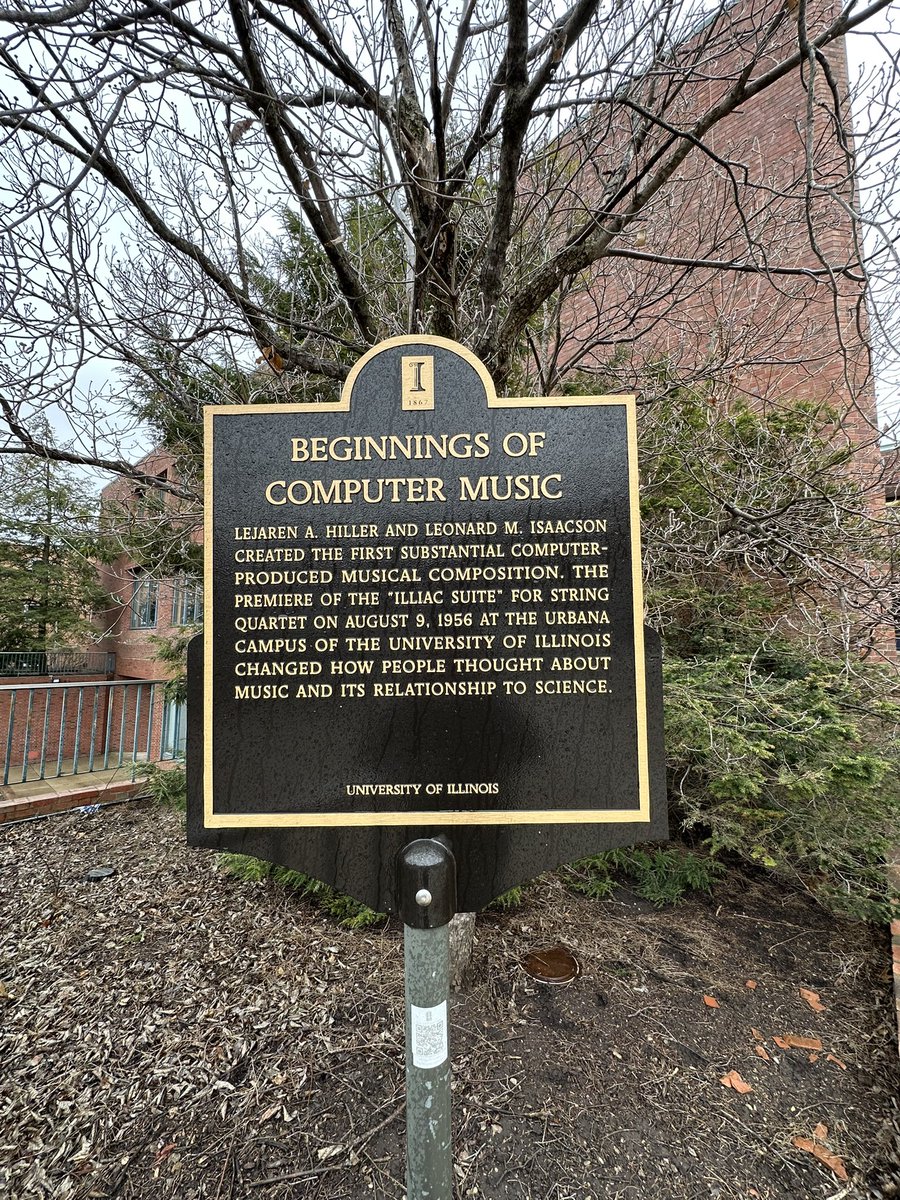 I
1867
BEGINNINGS OF
COMPUTER MUSIC
LEJAREN A. HILLER AND LEONARD M. ISAACSON
CREATED THE FIRST SUBSTANTIAL COMPUTER-
PRODUCED MUSICAL COMPOSITION. THE
PREMIERE OF THE "ILLIAC SUITE" FOR STRING
QUARTET ON AUGUST 9, 1956 AT THE URBANA
CAMPUS OF THE UNIVERSITY OF ILLINOIS
CHANGED HOW PEOPLE THOUGHT ABOUT
MUSIC AND ITS RELATIONSHIP TO SCIENCE.
UNIVERSITY OF ILLINOIS